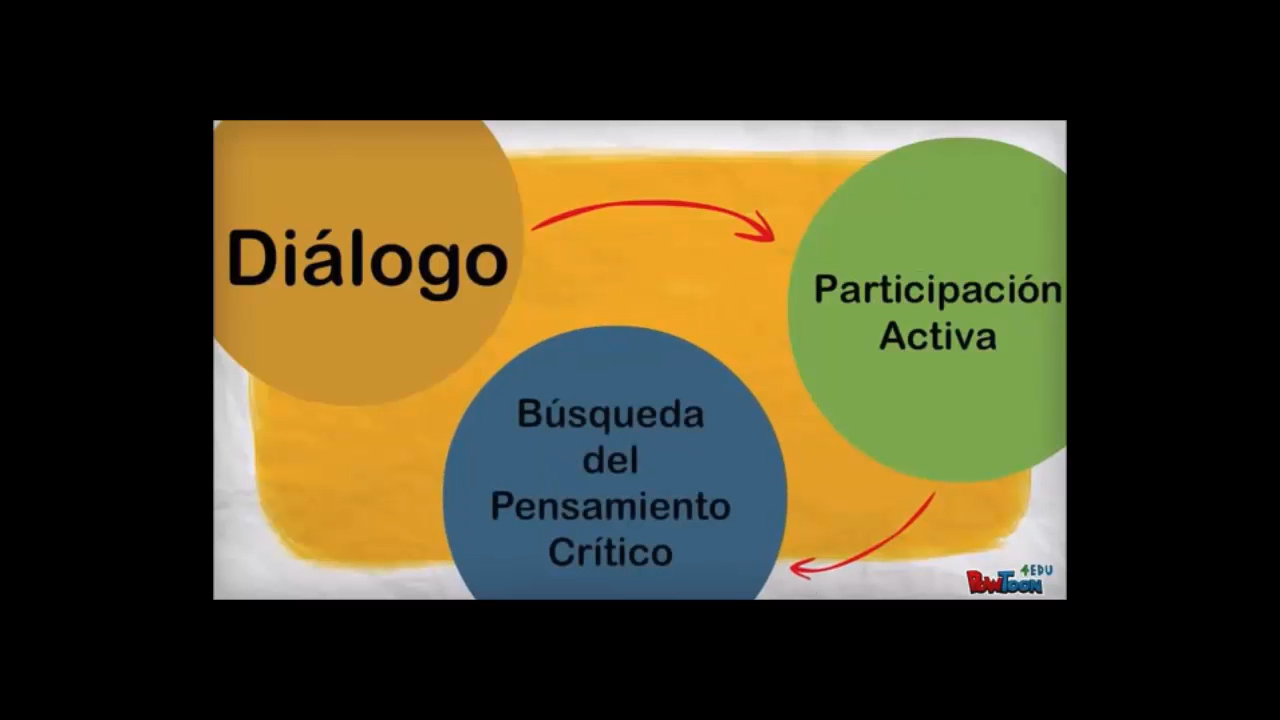 Diálogo
Participación
Activa
Búsqueda
del
Pensamiento
Crítico
4EDU
POWTOON